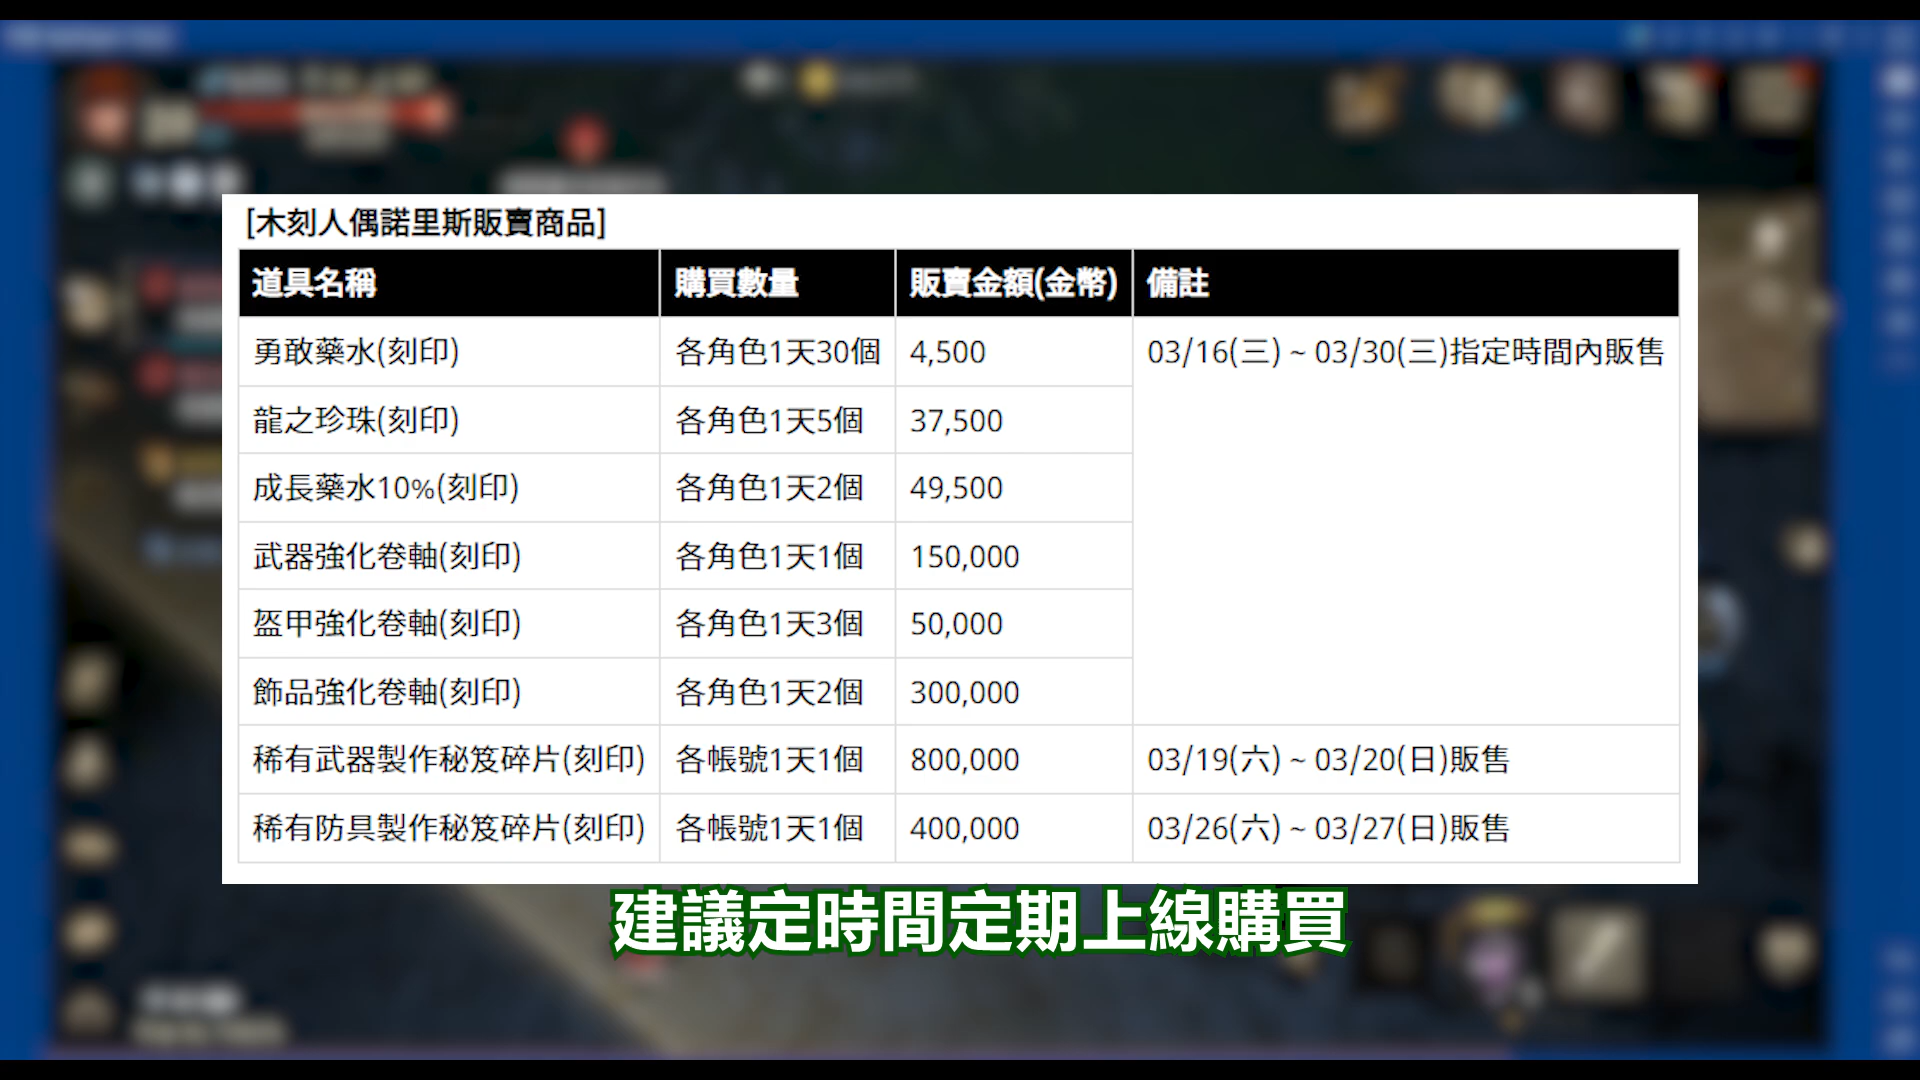 [木刻人偶諾里斯販賣商品]
道具名稱 購買數量 販賣金額(金幣) 備註
勇敢藥水(刻印) 各角色1天30個 4,500 03/16(三) ~ 03/30(三)指定時間內販售
龍之珍珠(刻印) 各角色1天5個 37,500
成長藥水10%(刻印) 各角色1天2個 49,500
武器強化卷軸(刻印) 各角色1天1個 150,000
盔甲強化卷軸(刻印) 各角色1天3個 50,000
飾品強化卷軸(刻印) 各角色1天2個 300,000
稀有武器製作秘笈碎片(刻印) 各帳號1天1個 800,000 03/19(六) ~ 03/20(日)販售
稀有防具製作秘笈碎片(刻印) 各帳號1天1個 400,000 03/26(六) ~ 03/27(日)販售
建議定時間定期上線購買